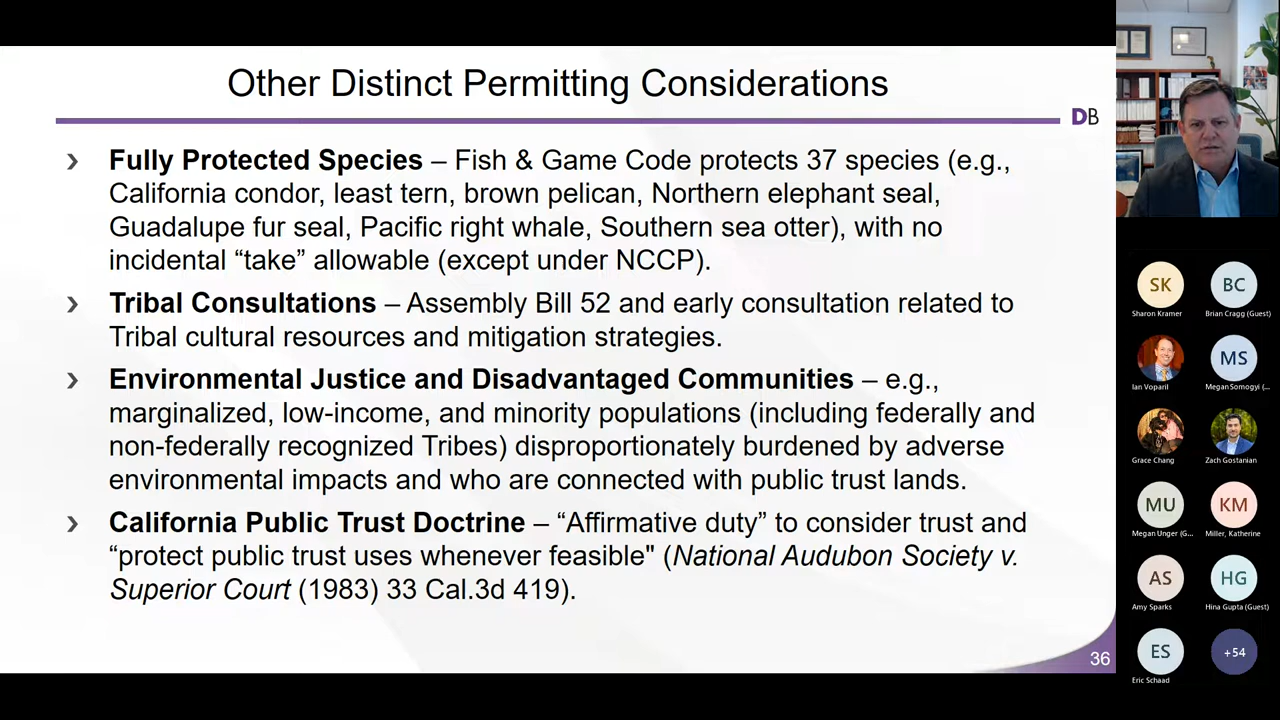 Other Distinct Permitting Considerations
DB
› Fully Protected Species – Fish & Game Code protects 37 species (e.g.,
California condor, least tern, brown pelican, Northern elephant seal,
Guadalupe fur seal, Pacific right whale, Southern sea otter), with no
incidental “take” allowable (except under NCCP).
› Tribal Consultations – Assembly Bill 52 and early consultation related to
Tribal cultural resources and mitigation strategies.
› Environmental Justice and Disadvantaged Communities – e.g.,
marginalized, low-income, and minority populations (including federally and
non-federally recognized Tribes) disproportionately burdened by adverse
environmental impacts and who are connected with public trust lands.
› California Public Trust Doctrine – “Affirmative duty” to consider trust and
“protect public trust uses whenever feasible" (National Audubon Society v.
Superior Court (1983) 33 Cal.3d 419).
36
SK BC
Sharon Kramer Brian Cragg (Guest)
MS
Ian Voparil Megan Somogyi (...
Grace Chang Zach Gostanian
MU KM
Megan Unger (G... Miller, Katherine
AS HG
Amy Sparks Hina Gupta (Guest)
ES +54
Eric Schaad